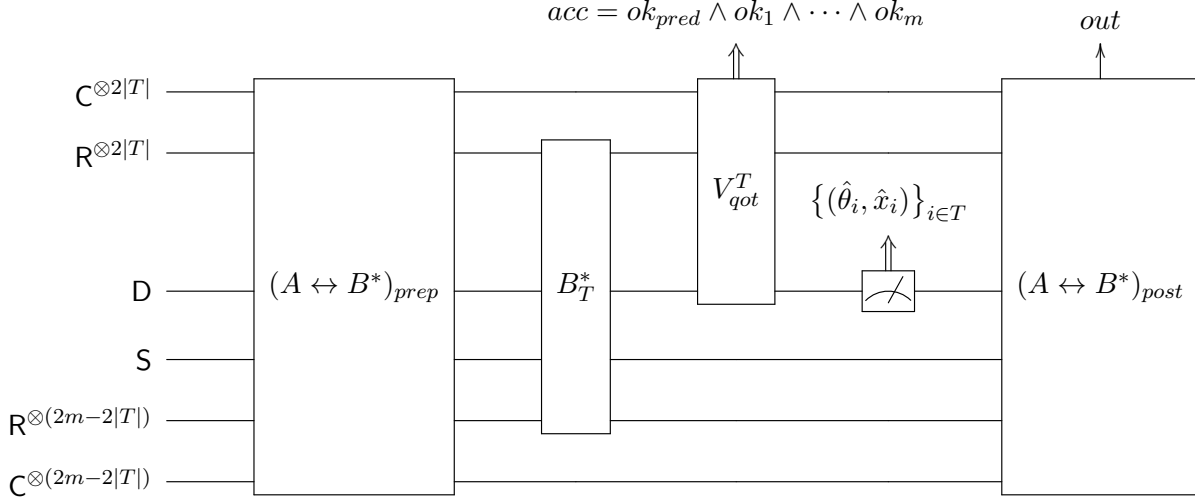 acc = ok_{pred} ∧ ok_1 ∧ ⋯ ∧ ok_m
out
C^{⊗2|T|}
R^{⊗2|T|}
V_{qot}^T
{(θ̂_i, x̂_i)}_{i∈T}
D
(A ↔ B*)_{prep}
B_T^*
(A ↔ B*)_{post}
S
R^{⊗(2m−2|T|)}
C^{⊗(2m−2|T|)}